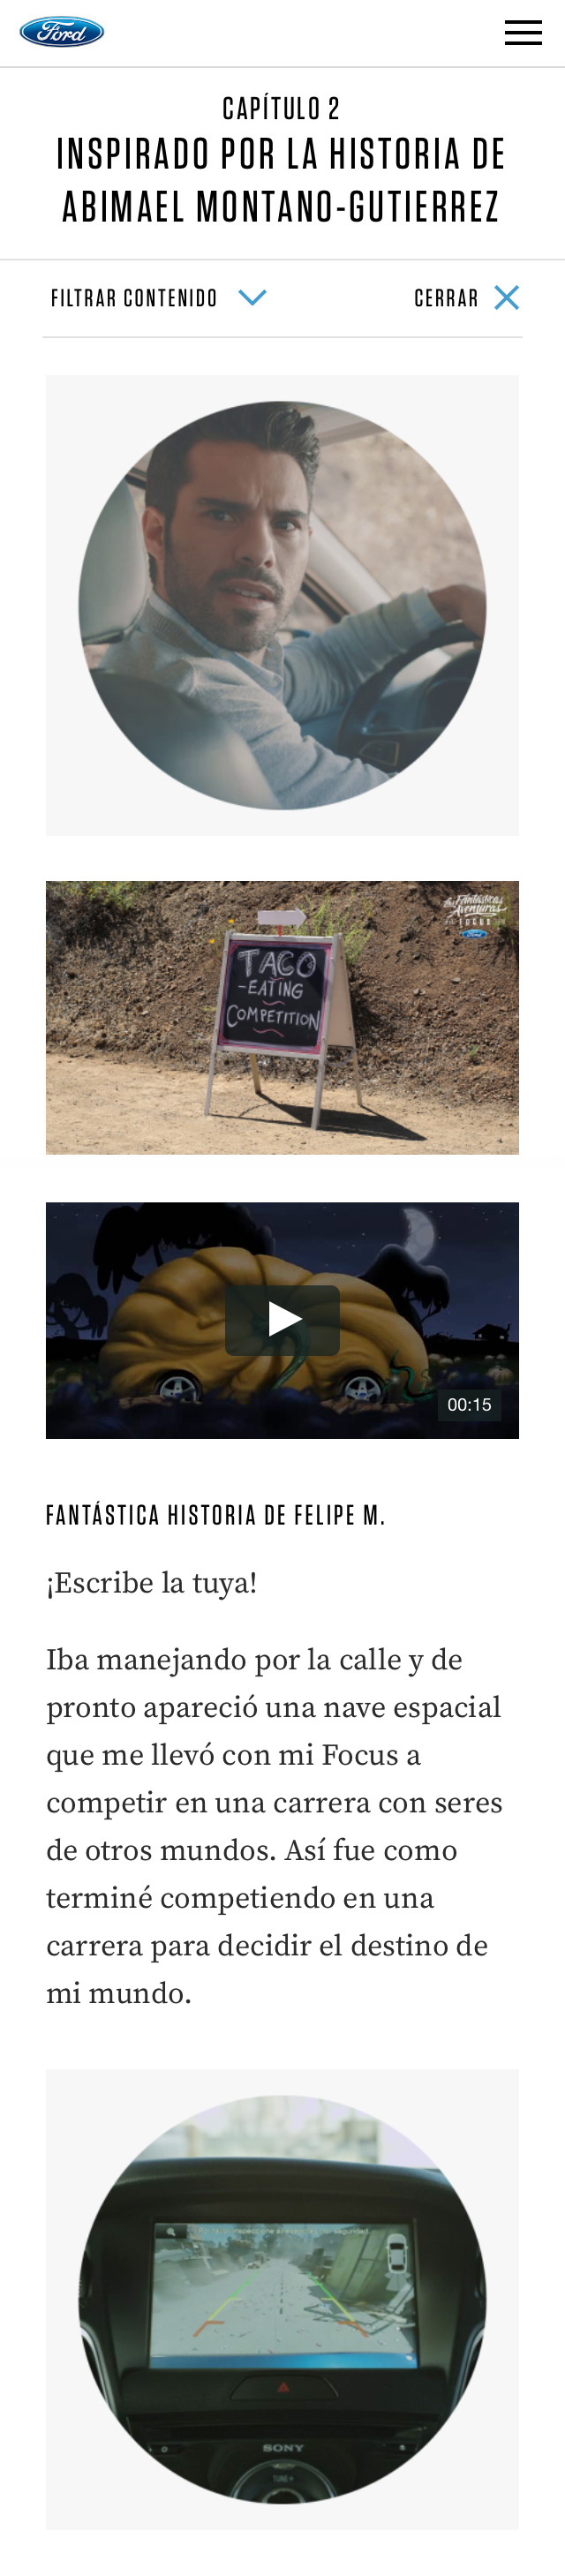 Ford
CAPÍTULO 2
INSPIRADO POR LA HISTORIA DE
ABIMAEL MONTANO-GUTIERREZ
FILTRAR CONTENIDO
CERRAR
Las Fantásticas
Aventuras
FOCUS
Ford
TACO
-EATING
COMPETITION
00:15
FANTÁSTICA HISTORIA DE FELIPE M.
¡Escribe la tuya!
Iba manejando por la calle y de
pronto apareció una nave espacial
que me llevó con mi Focus a
competir en una carrera con seres
de otros mundos. Así fue como
terminé competiendo en una
carrera para decidir el destino de
mi mundo.
SONY
TUNE+